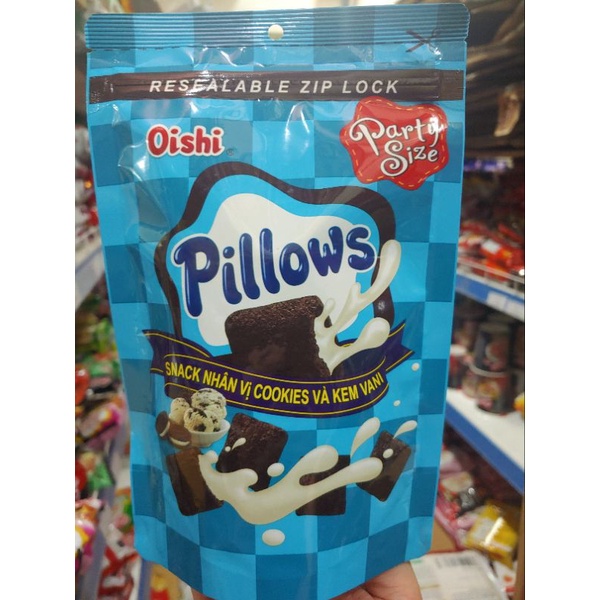 RESEALABLE ZIP LOCK
Oishi
Party
Size
Pillows
SNACK NHÂN VỊ COOKIES VÀ KEM VANI